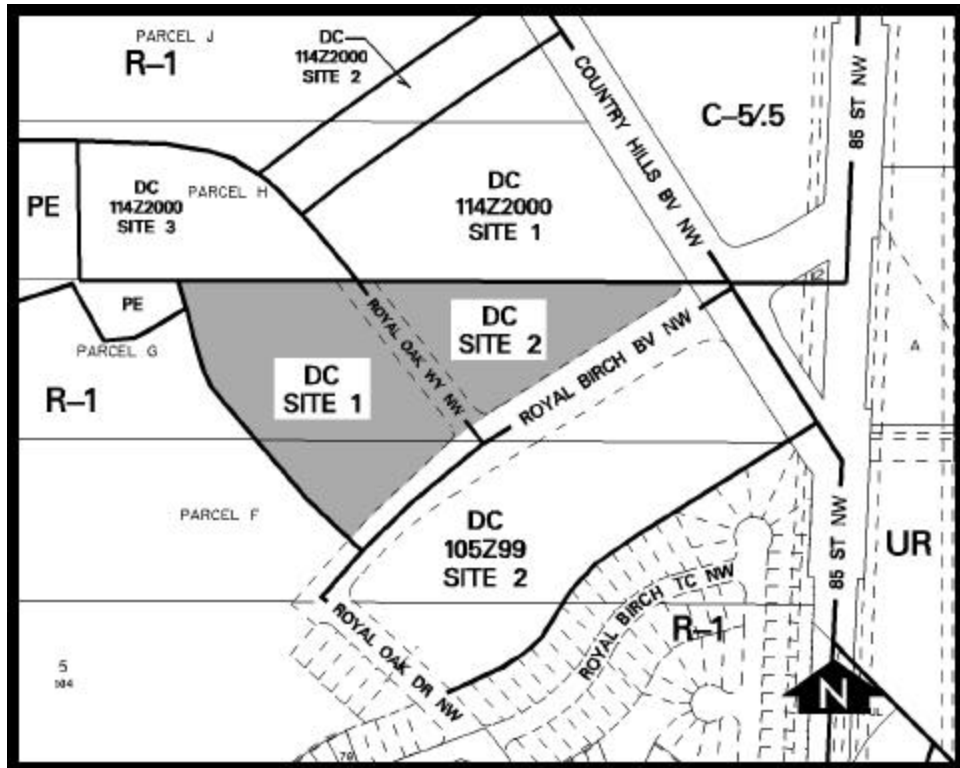 PARCEL J
R-1
DC
114Z2000
SITE 2
COUNTRY HILLS BV NW
C-5/.5
85 ST NW
PE
DC
114Z2000
SITE 3
PARCEL H
DC
114Z2000
SITE 1
PE
PARCEL G
R-1
DC
SITE 1
ROYAL OAK WY NW
DC
SITE 2
ROYAL BIRCH BV NW
A
PARCEL F
DC
105Z99
SITE 2
85 ST NW
UR
ROYAL BIRCH TC NW
R-1
ROYAL OAK DR NW
5
N
UL